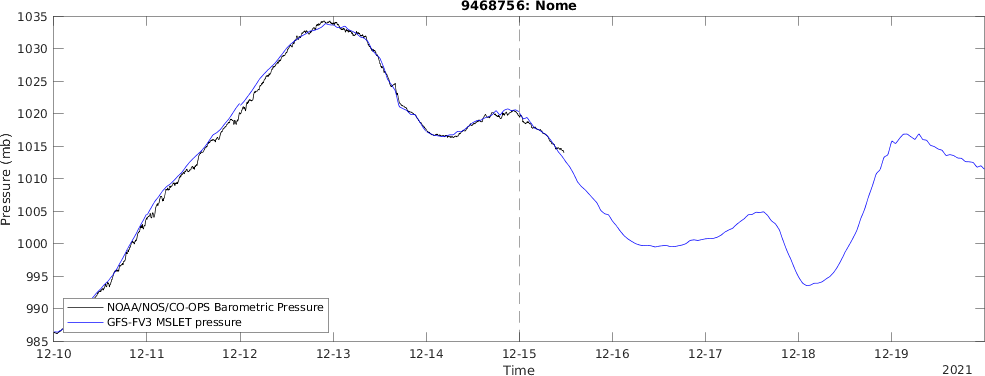 9468756: Nome
Pressure (mb)
1035
1030
1025
1020
1015
1010
1005
1000
995
990
985
NOAA/NOS/CO-OPS Barometric Pressure
GFS-FV3 MSLET pressure
12-10 12-11 12-12 12-13 12-14 12-15 12-16 12-17 12-18 12-19
Time
2021